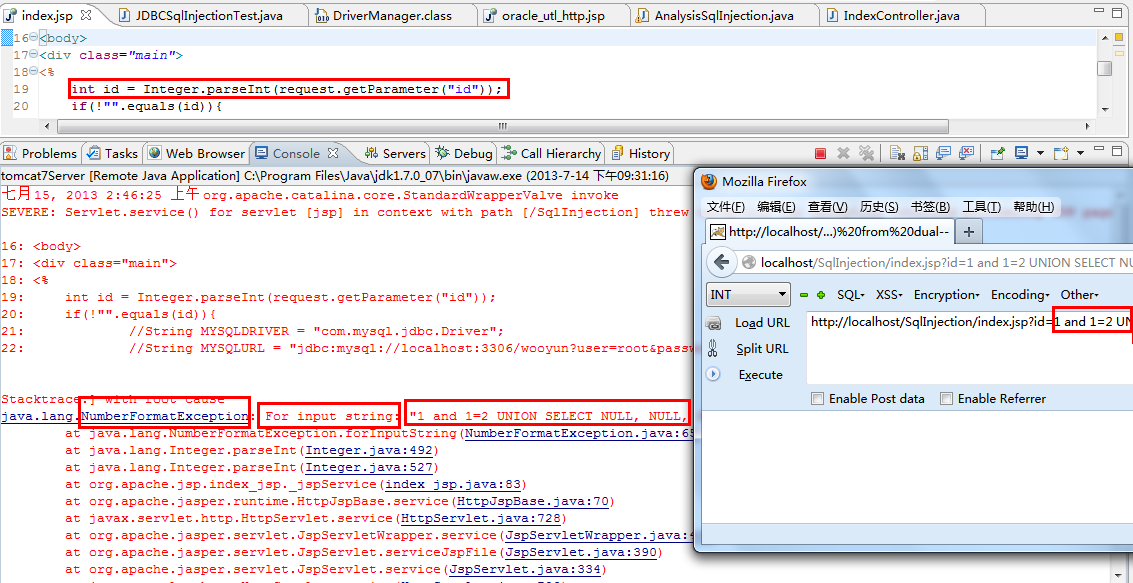 index.jsp
JDBCSqlInjectionTest.java
DriverManager.class
oracle_utl_http.jsp
AnalysisSqlInjection.java
IndexController.java
16 <body>
17 <div class="main">
18 <%
19 int id = Integer.parseInt(request.getParameter("id"));
20 if(!"".equals(id)){
Problems
Tasks
Web Browser
Console
Servers
Debug
Call Hierarchy
History
tomcat7Server [Remote Java Application] C:\Program Files\Java\jdk1.7.0_07\bin\javaw.exe (2013-7-14 下午09:31:16)
七月 15, 2013 2:46:25 上午 org.apache.catalina.core.StandardWrapperValve invoke
SEVERE: Servlet.service() for servlet [jsp] in context with path [/SqlInjection] threw
16: <body>
17: <div class="main">
18: <%
19: int id = Integer.parseInt(request.getParameter("id"));
20: if(!"".equals(id)){
21: //String MYSQLDRIVER = "com.mysql.jdbc.Driver";
22: //String MYSQLURL = "jdbc:mysql://localhost:3306/wooyun?user=root&passw
Stacktrace:] with root cause
java.lang.NumberFormatException: For input string: "1 and 1=2 UNION SELECT NULL, NULL,
at java.lang.NumberFormatException.forInputString(NumberFormatException.java:65
at java.lang.Integer.parseInt(Integer.java:492)
at java.lang.Integer.parseInt(Integer.java:527)
at org.apache.jsp.index_jsp._jspService(index_jsp.java:83)
at org.apache.jasper.runtime.HttpJspBase.service(HttpJspBase.java:70)
at javax.servlet.http.HttpServlet.service(HttpServlet.java:728)
at org.apache.jasper.servlet.JspServletWrapper.service(JspServletWrapper.java:4
at org.apache.jasper.servlet.JspServlet.serviceJspFile(JspServlet.java:390)
at org.apache.jasper.servlet.JspServlet.service(JspServlet.java:334)
Mozilla Firefox
文件(F) 编辑(E) 查看(V) 历史(S) 书签(B) 工具(T) 帮助(H)
http://localhost/...)%20from%20dual--
localhost/SqlInjection/index.jsp?id=1 and 1=2 UNION SELECT NU
INT
SQL
XSS
Encryption
Encoding
Other
Load URL
http://localhost/SqlInjection/index.jsp?id=1 and 1=2 UN
Split URL
Execute
Enable Post data
Enable Referrer